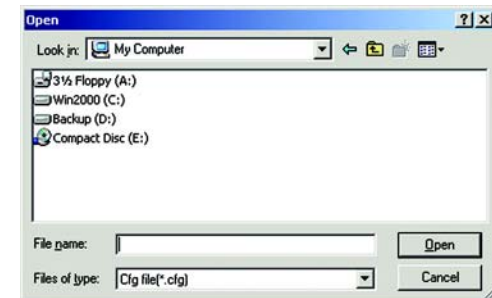 Open
Look in: My Computer
3½ Floppy (A:)
Win2000 (C:)
Backup (D:)
Compact Disc (E:)
File name: Open
Files of type: Cfg file(*.cfg) Cancel